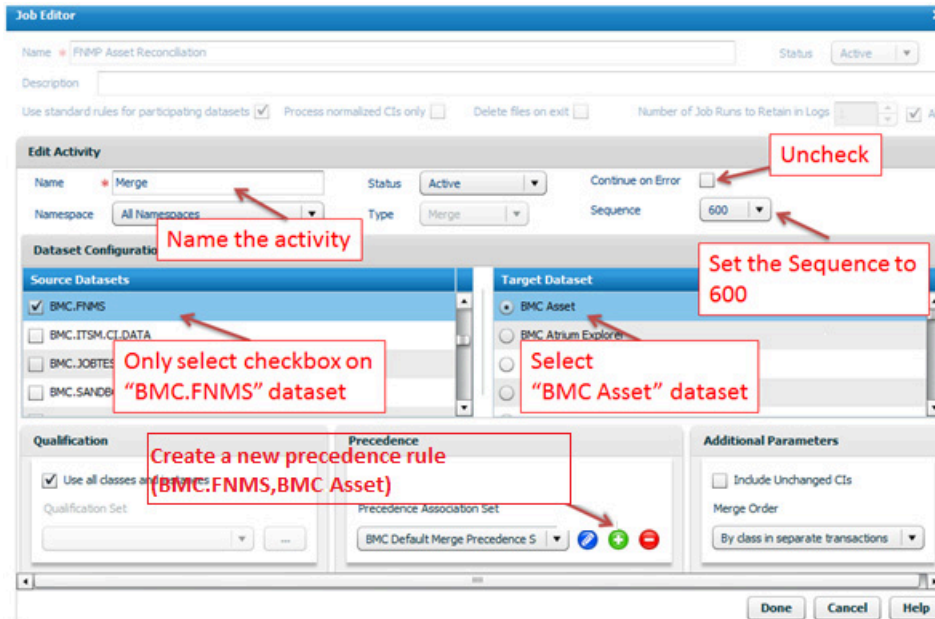 Job Editor
Name * FNMP Asset Reconciliation Status Active
Description
Use standard rules for participating datasets Process normalized CIs only Delete files on exit Number of Job Runs to Retain in Logs A
Edit Activity
Uncheck
Name * Merge Status Active Continue on Error
Namespace All Namespaces Type Merge Sequence 600
Name the activity
Set the Sequence to
600
Dataset Configuratio
Source Datasets Target Dataset
BMC.FNMS BMC Asset
BMC.ITSM.CI.DATA BMC Atrium Explorer
BMC.JOBTES
BMC.SANDB
Only select checkbox on
"BMC.FNMS" dataset
Select
"BMC Asset" dataset
Qualification Precedence Additional Parameters
Create a new precedence rule
(BMC.FNMS,BMC Asset)
Use all classes and instances Include Unchanged CIs
Qualification Set Precedence Association Set Merge Order
... BMC Default Merge Precedence S By class in separate transactions
Done Cancel Help